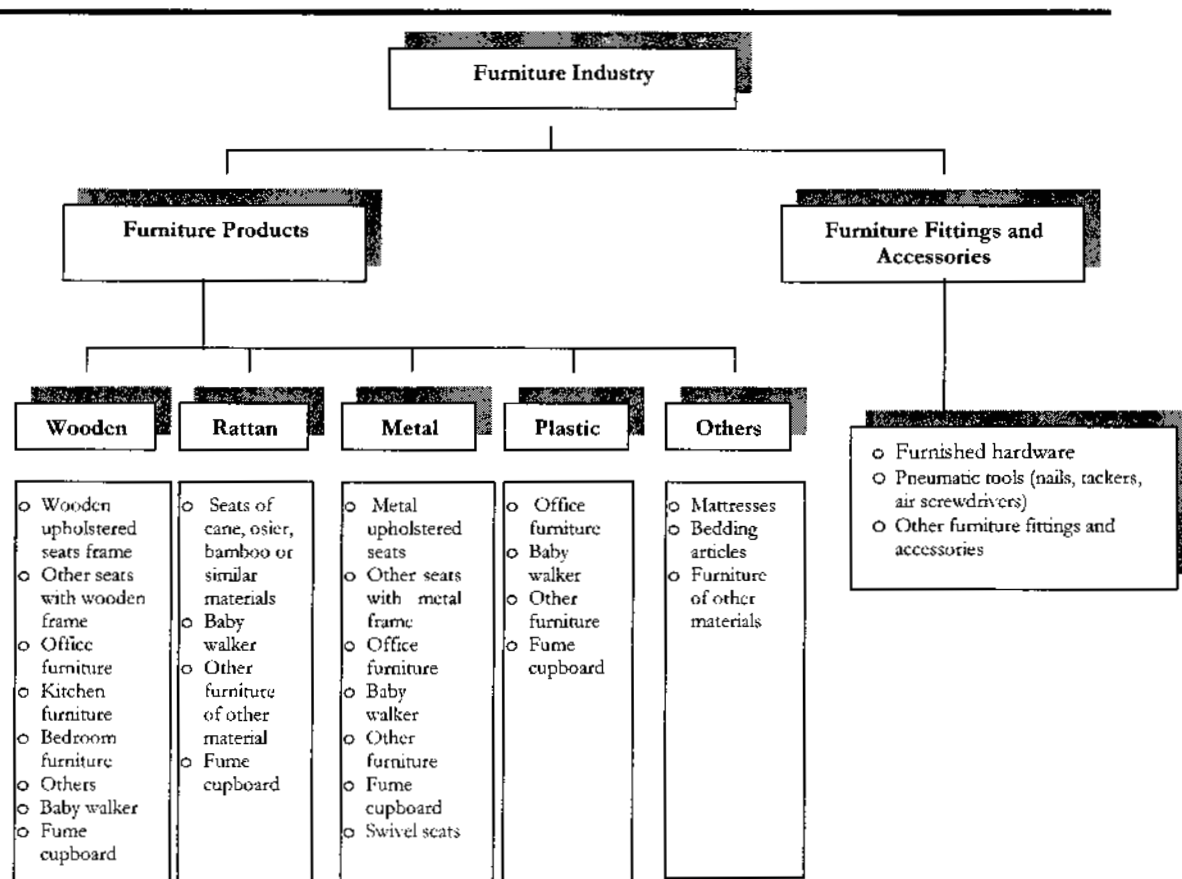 Furniture Industry
Furniture Products
Furniture Fittings and
Accessories
Wooden
Rattan
Metal
Plastic
Others
o Wooden
upholstered
seats frame
o Other seats
with wooden
frame
o Office
furniture
o Kitchen
furniture
o Bedroom
furniture
o Others
o Baby walker
o Fume
cupboard
o Seats of
cane, osier,
bamboo or
similar
materials
o Baby
walker
o Other
furniture
of other
material
o Fume
cupboard
o Metal
upholstered
seats
o Other seats
with metal
frame
o Office
furniture
o Baby
walker
o Other
furniture
o Fume
cupboard
o Swivel seats
o Office
furniture
o Baby
walker
o Other
furniture
o Fume
cupboard
o Mattresses
o Bedding
articles
o Furniture
of other
materials
o Furnished hardware
o Pneumatic tools (nails, tackers,
air screwdrivers)
o Other furniture fittings and
accessories